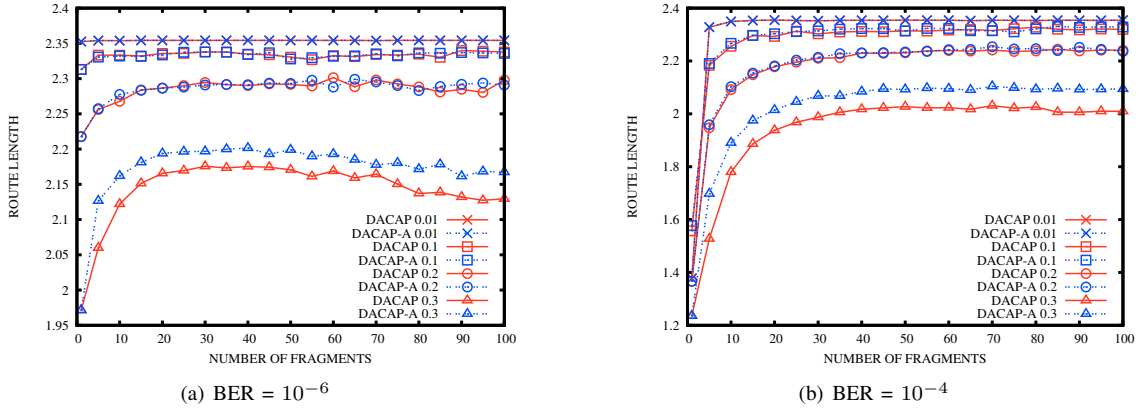 2.4
2.35
2.3
2.25
2.2
2.15
2.1
2.05
2
1.95
ROUTE LENGTH
0 10 20 30 40 50 60 70 80 90 100
NUMBER OF FRAGMENTS
DACAP 0.01
DACAP-A 0.01
DACAP 0.1
DACAP-A 0.1
DACAP 0.2
DACAP-A 0.2
DACAP 0.3
DACAP-A 0.3
(a) BER = 10⁻⁶
2.4
2.2
2
1.8
1.6
1.4
1.2
ROUTE LENGTH
0 10 20 30 40 50 60 70 80 90 100
NUMBER OF FRAGMENTS
DACAP 0.01
DACAP-A 0.01
DACAP 0.1
DACAP-A 0.1
DACAP 0.2
DACAP-A 0.2
DACAP 0.3
DACAP-A 0.3
(b) BER = 10⁻⁴